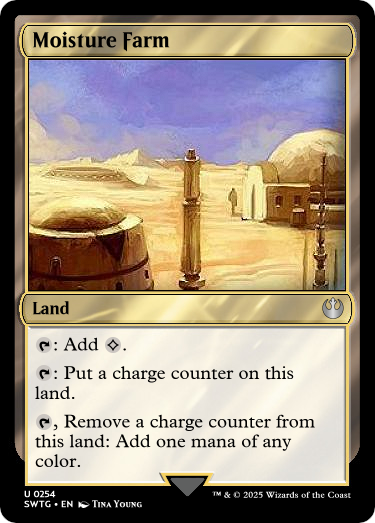 Moisture Farm
Land
: Add .
: Put a charge counter on this
land.
, Remove a charge counter from
this land: Add one mana of any
color.
U 0254
SWTG • EN Tina Young
™ & © 2025 Wizards of the Coast